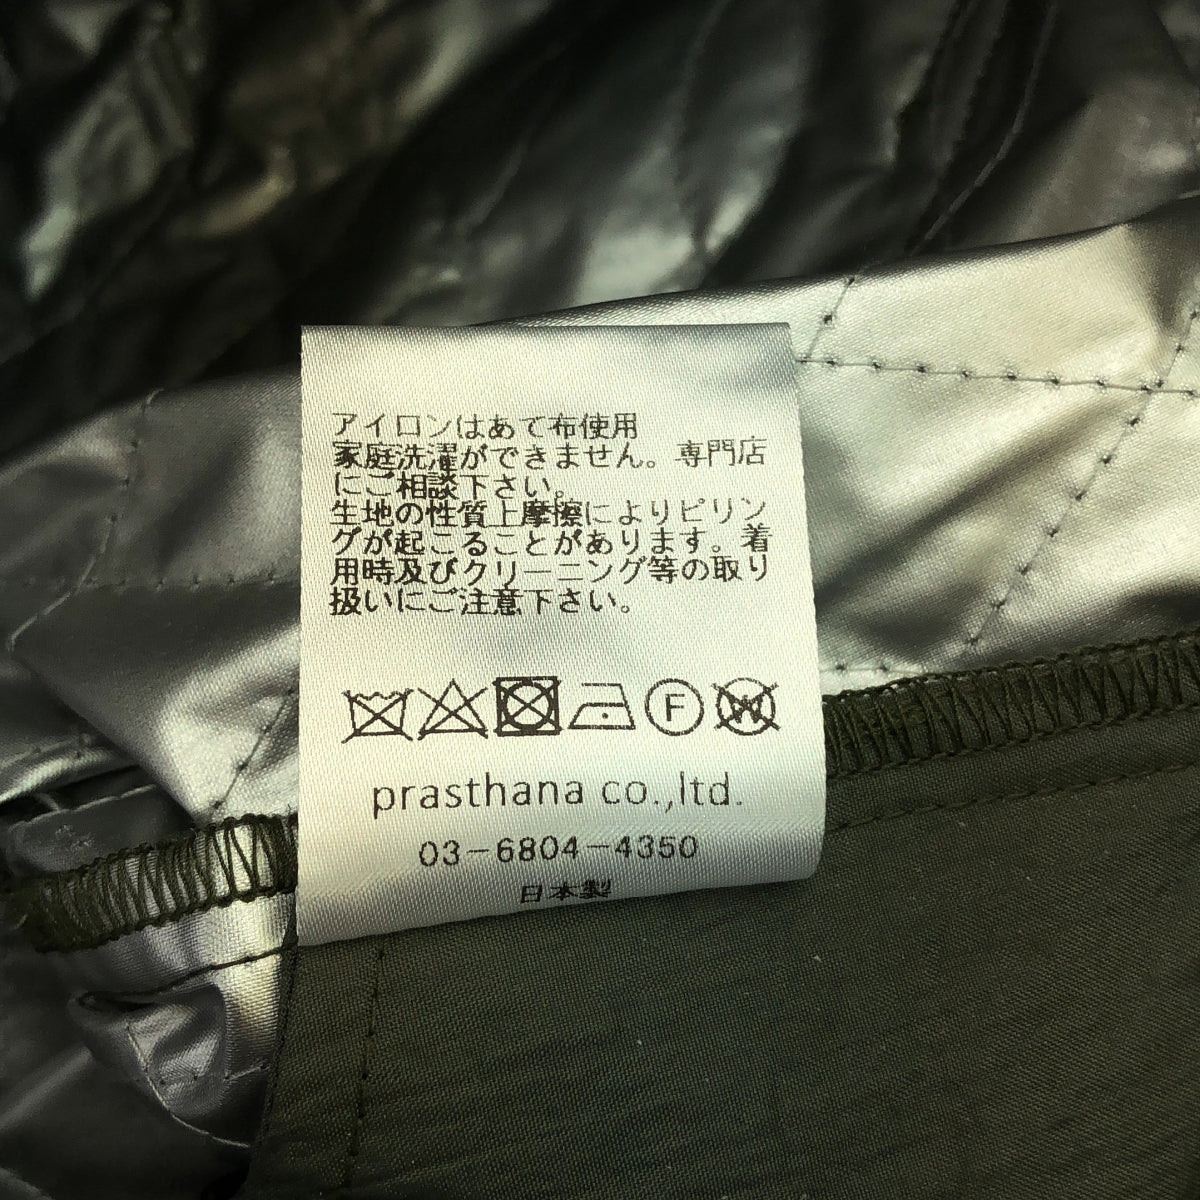 アイロンはあて布使用
家庭洗濯ができません。専門店
にご相談下さい。
生地の性質上摩擦によりピリン
グが起こることがあります。着
用時及びクリーニング等の取り
扱いにご注意下さい。
F W
prasthana co.,ltd.
03-6804-4350
日本製